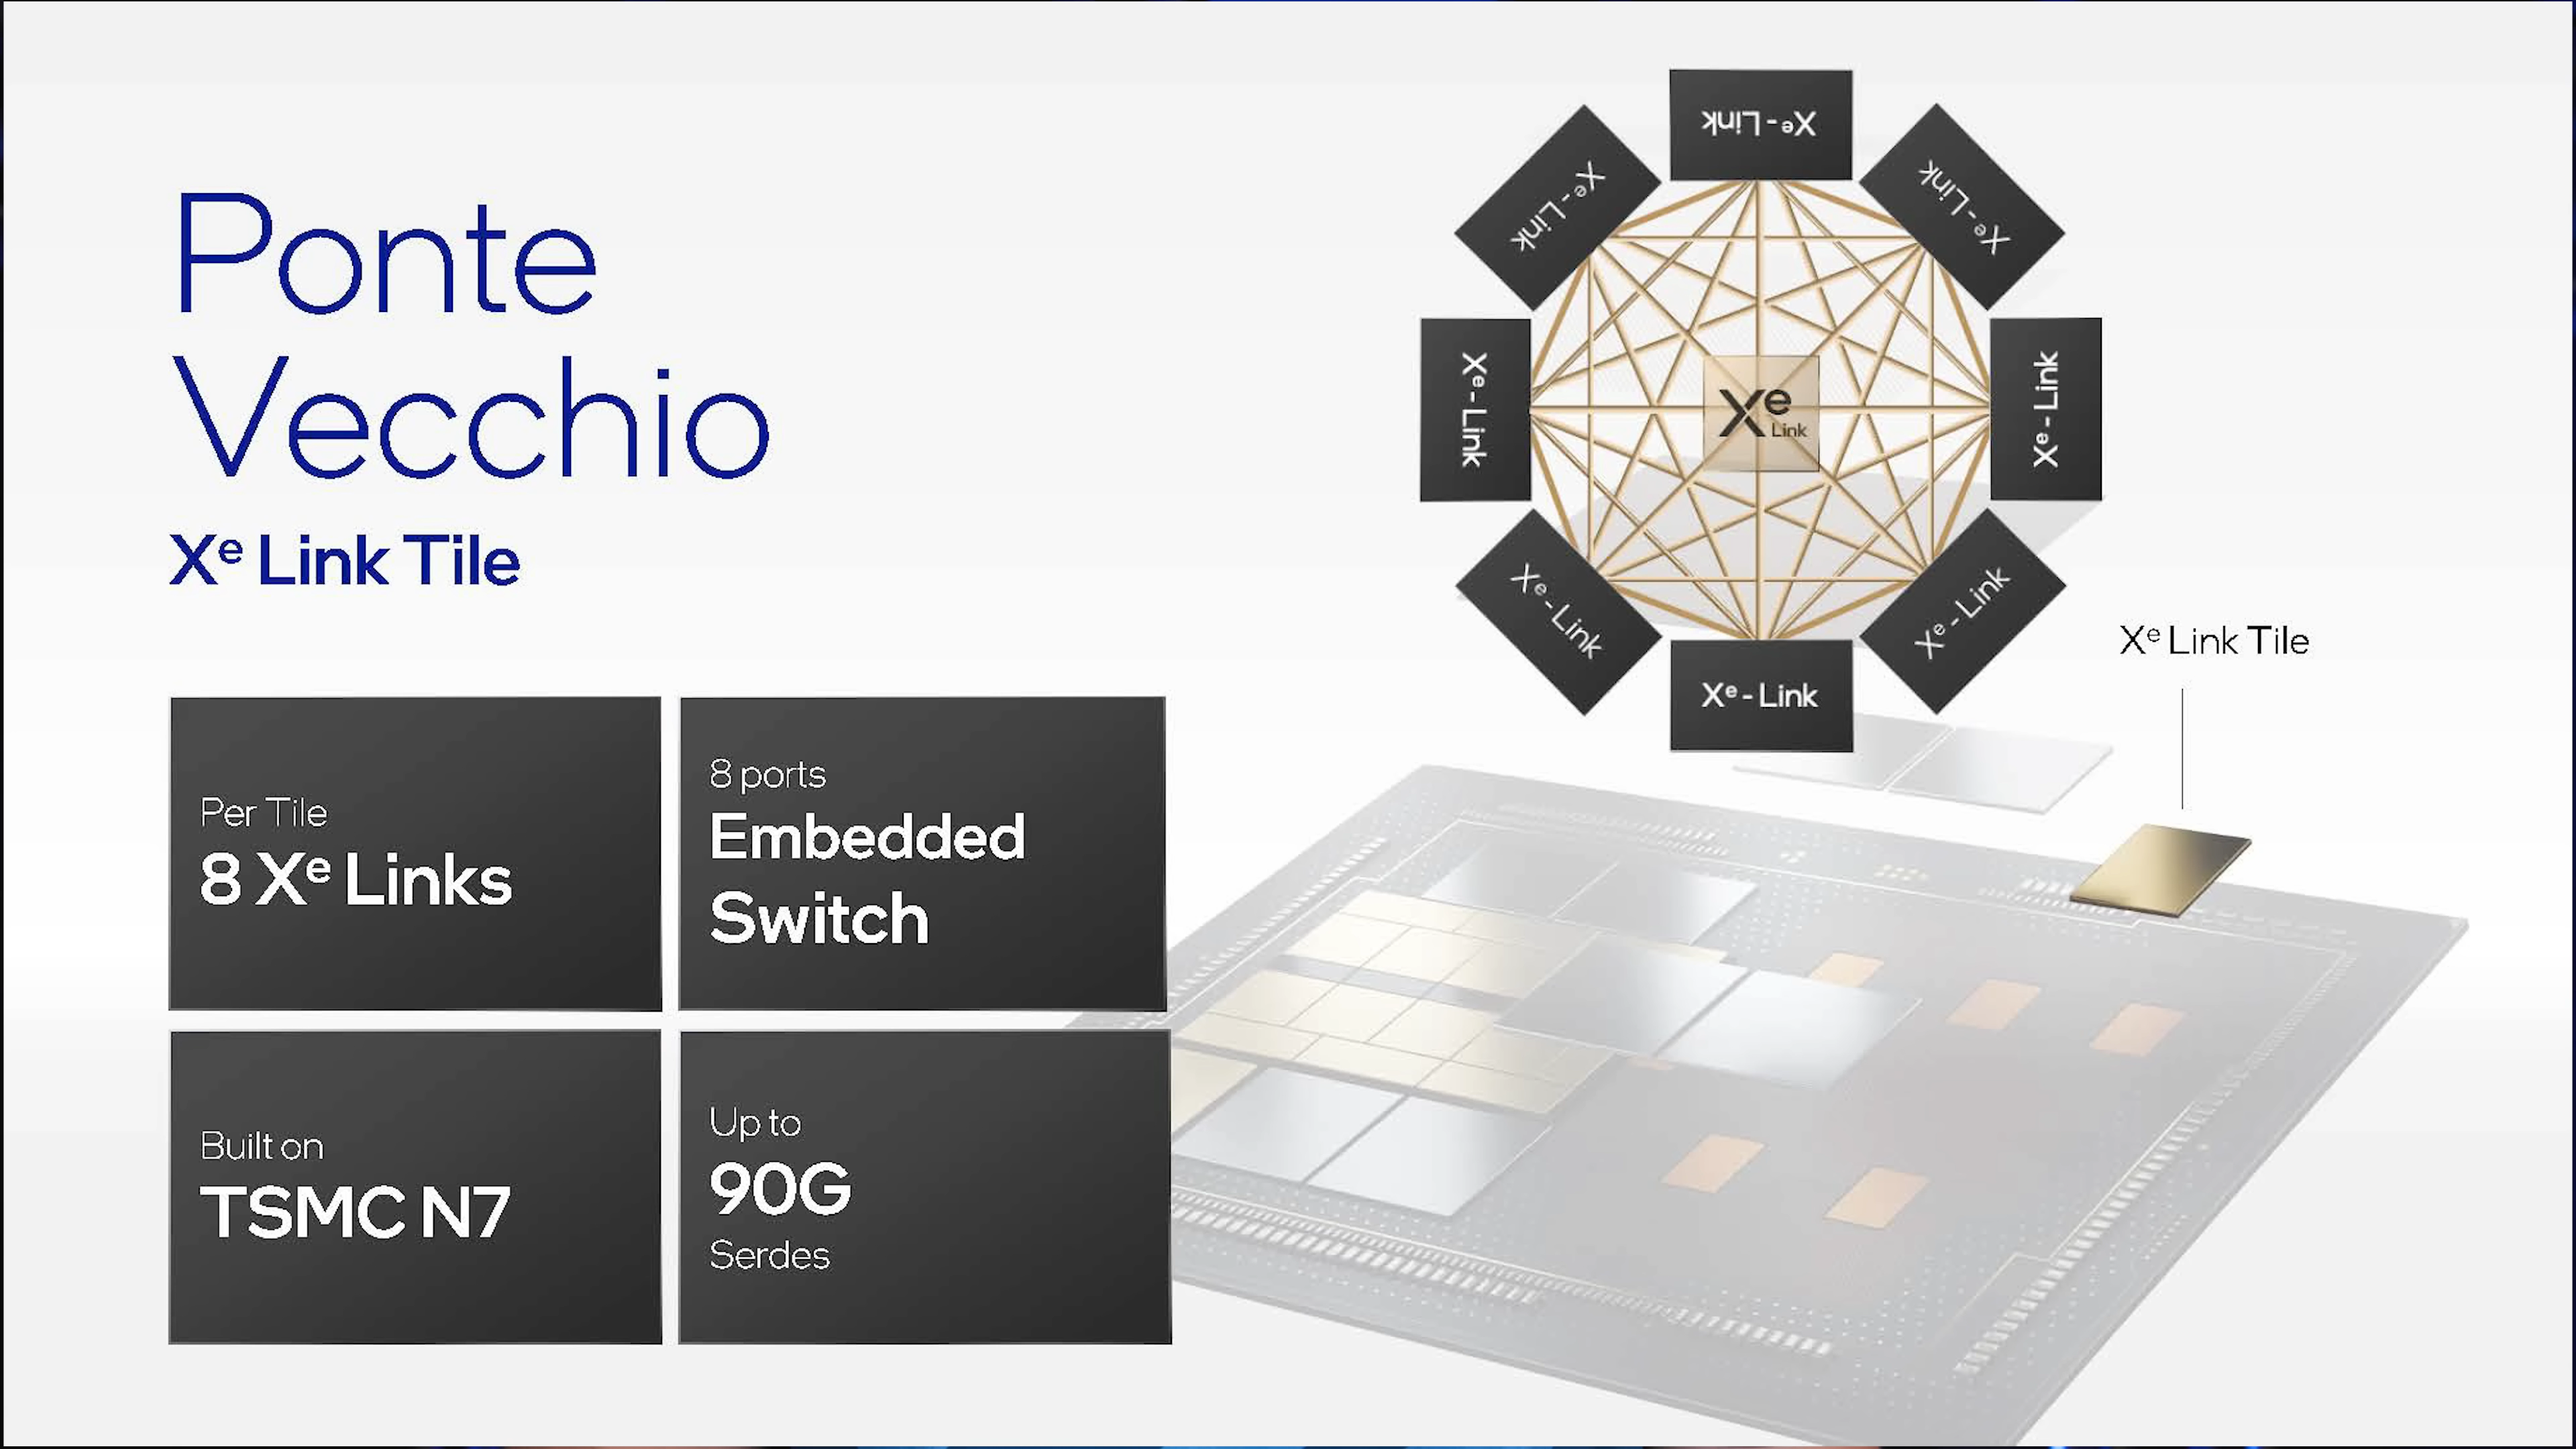 Ponte
Vecchio
Xe Link Tile
Per Tile
8 Xe Links
8 ports
Embedded
Switch
Built on
TSMC N7
Up to
90G
Serdes
Xe - Link
Xe - Link
Xe - Link
Xe - Link
Xe
Link
Xe - Link
Xe - Link
Xe - Link
Xe - Link
Xe Link Tile